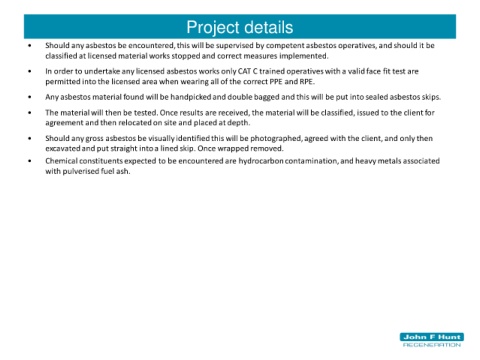 Project details
• Should any asbestos be encountered, this will be supervised by competent asbestos operatives, and should it be
classified at licensed material works stopped and correct measures implemented.
• In order to undertake any licensed asbestos works only CAT C trained operatives with a valid face fit test are
permitted into the licensed area when wearing all of the correct PPE and RPE.
• Any asbestos material found will be handpicked and double bagged and this will be put into sealed asbestos skips.
• The material will then be tested. Once results are received, the material will be classified, issued to the client for
agreement and then relocated on site and placed at depth.
• Should any gross asbestos be visually identified this will be photographed, agreed with the client, and only then
excavated and put straight into a lined skip. Once wrapped removed.
• Chemical constituents expected to be encountered are hydrocarbon contamination, and heavy metals associated
with pulverised fuel ash.
John F Hunt
REGENERATION